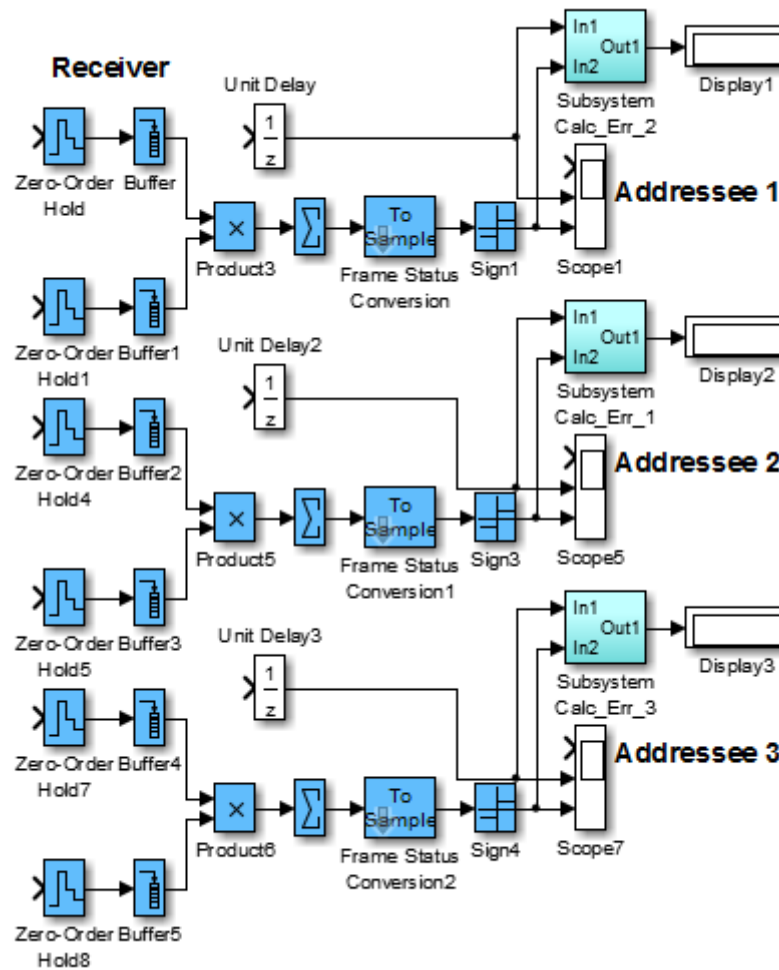 Receiver
Unit Delay
1
z
In1
In2
Out1
Subsystem
Calc_Err_2
Display1
Zero-Order
Hold
Buffer
×
Product3
Σ
To
Sample
Frame Status
Conversion
Sign1
Addressee 1
Scope1
Zero-Order
Hold1
Buffer1
Unit Delay2
1
z
In1
In2
Out1
Subsystem
Calc_Err_1
Display2
Zero-Order
Hold4
Buffer2
×
Product5
Σ
To
Sample
Frame Status
Conversion1
Sign3
Addressee 2
Scope5
Zero-Order
Hold5
Buffer3
Unit Delay3
1
z
In1
In2
Out1
Subsystem
Calc_Err_3
Display3
Zero-Order
Hold7
Buffer4
×
Product6
Σ
To
Sample
Frame Status
Conversion2
Sign4
Addressee 3
Scope7
Zero-Order
Hold8
Buffer5